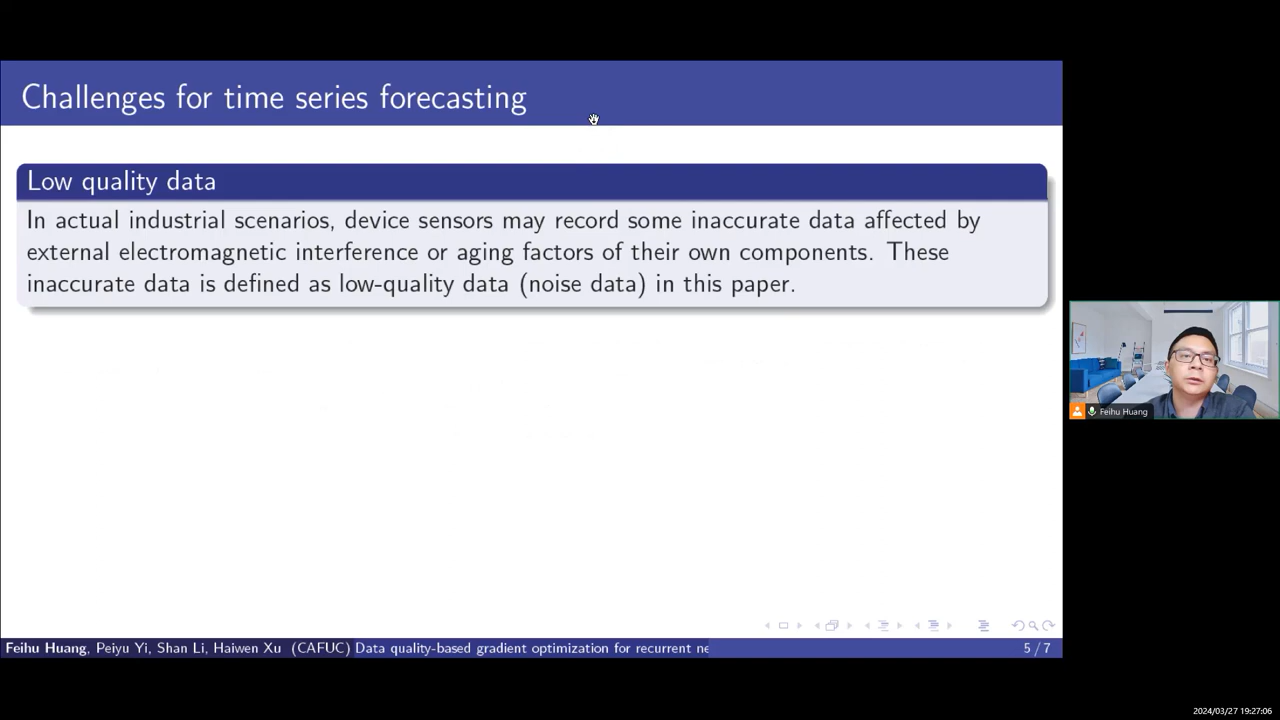 Challenges for time series forecasting
Low quality data
In actual industrial scenarios, device sensors may record some inaccurate data affected by
external electromagnetic interference or aging factors of their own components. These
inaccurate data is defined as low-quality data (noise data) in this paper.
Feihu Huang
Feihu Huang, Peiyu Yi, Shan Li, Haiwen Xu (CAFUC) Data quality-based gradient optimization for recurrent ne 5 / 7
2024/03/27 19:27:06